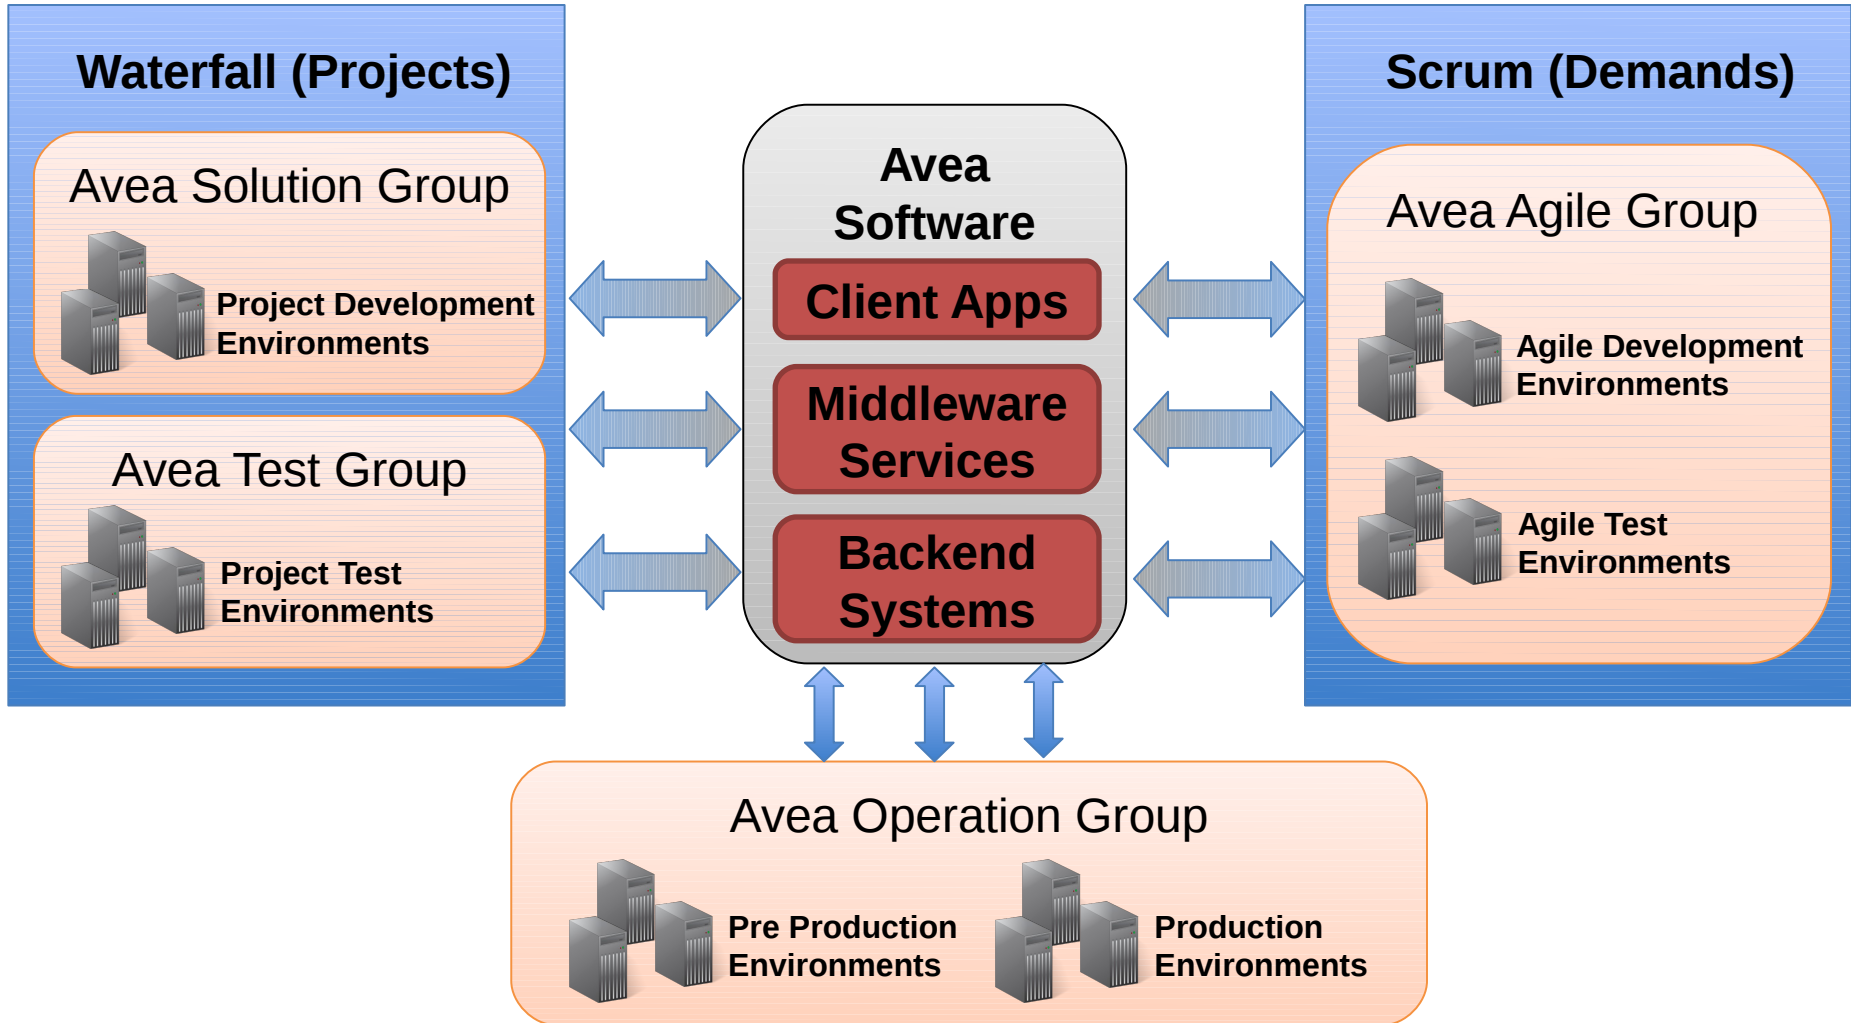 Waterfall (Projects)
Avea Solution Group
Project Development
Environments
Avea Test Group
Project Test
Environments
Avea
Software
Client Apps
Middleware
Services
Backend
Systems
Scrum (Demands)
Avea Agile Group
Agile Development
Environments
Agile Test
Environments
Avea Operation Group
Pre Production
Environments
Production
Environments